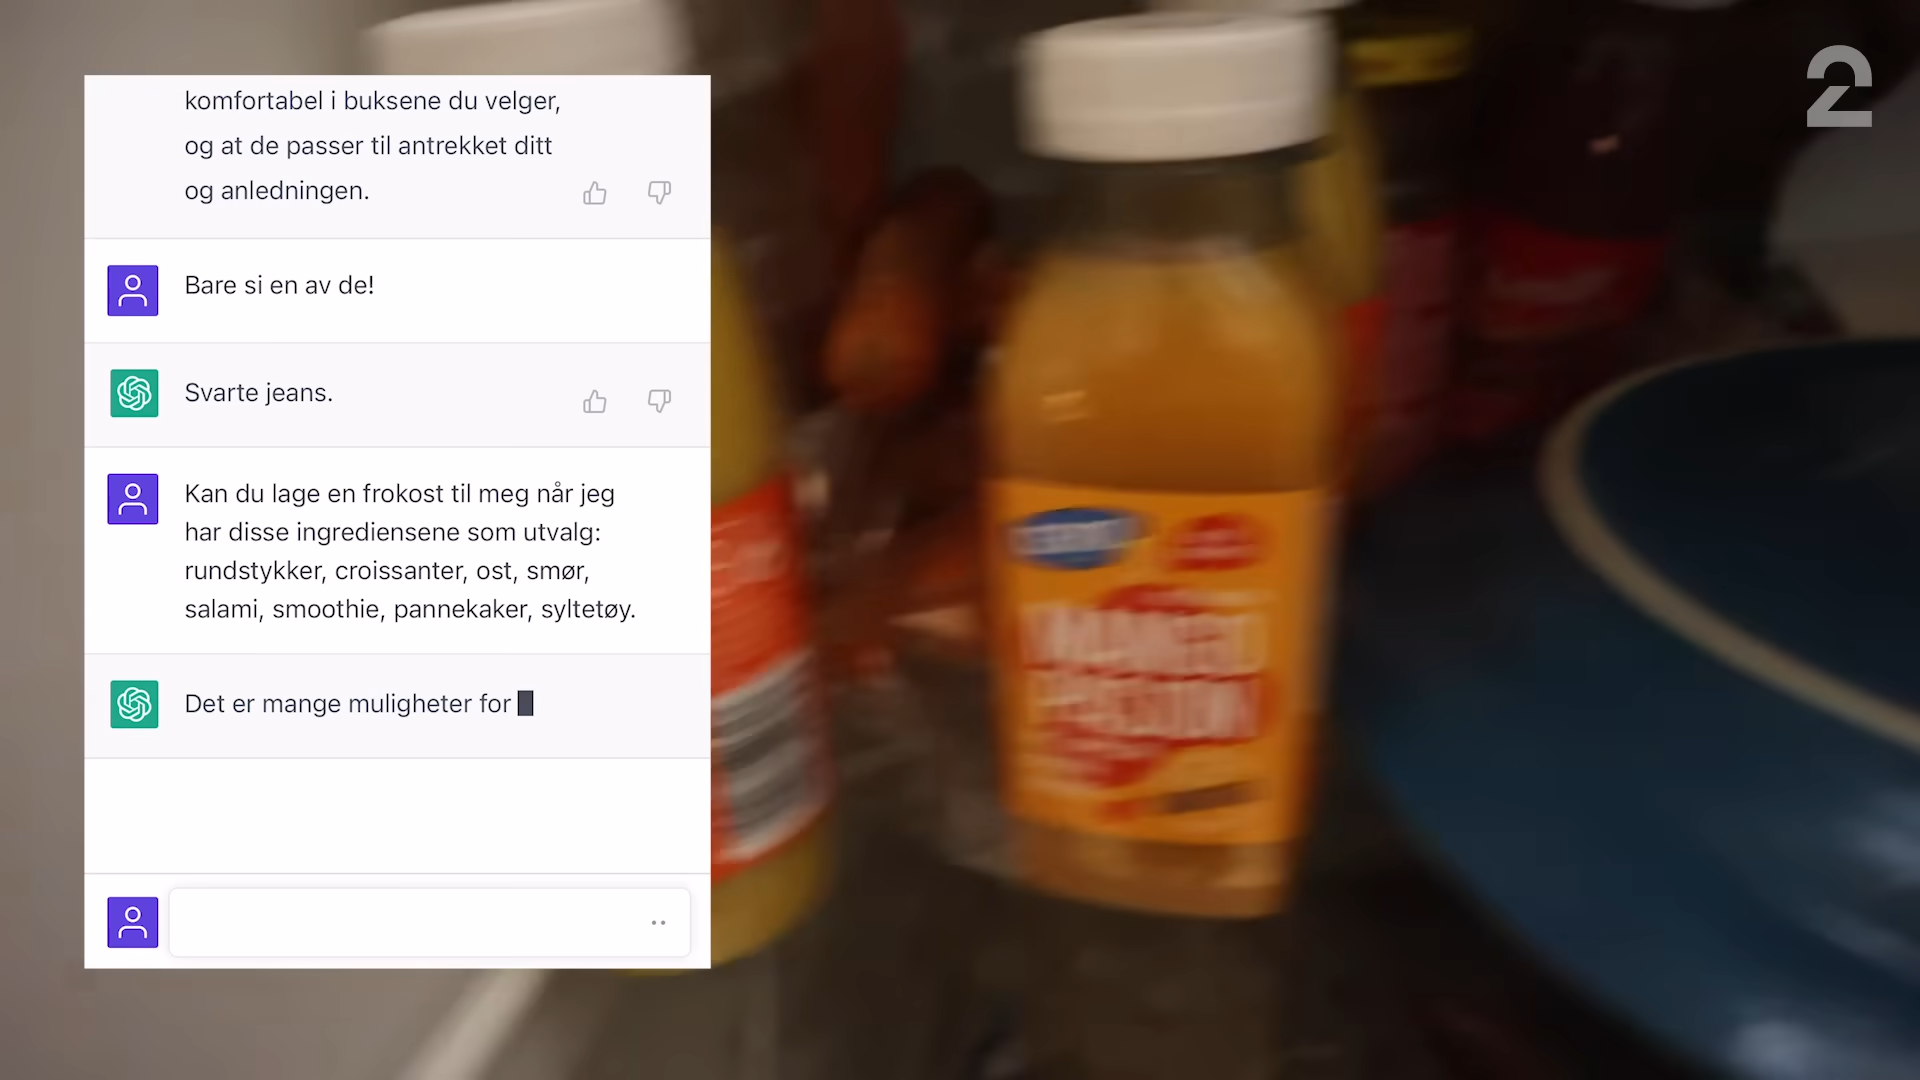 komfortabel i buksene du velger,
og at de passer til antrekket ditt
og anledningen.
Bare si en av de!
Svarte jeans.
Kan du lage en frokost til meg når jeg
har disse ingrediensene som utvalg:
rundstykker, croissanter, ost, smør,
salami, smoothie, pannekaker, syltetøy.
Det er mange muligheter for
2